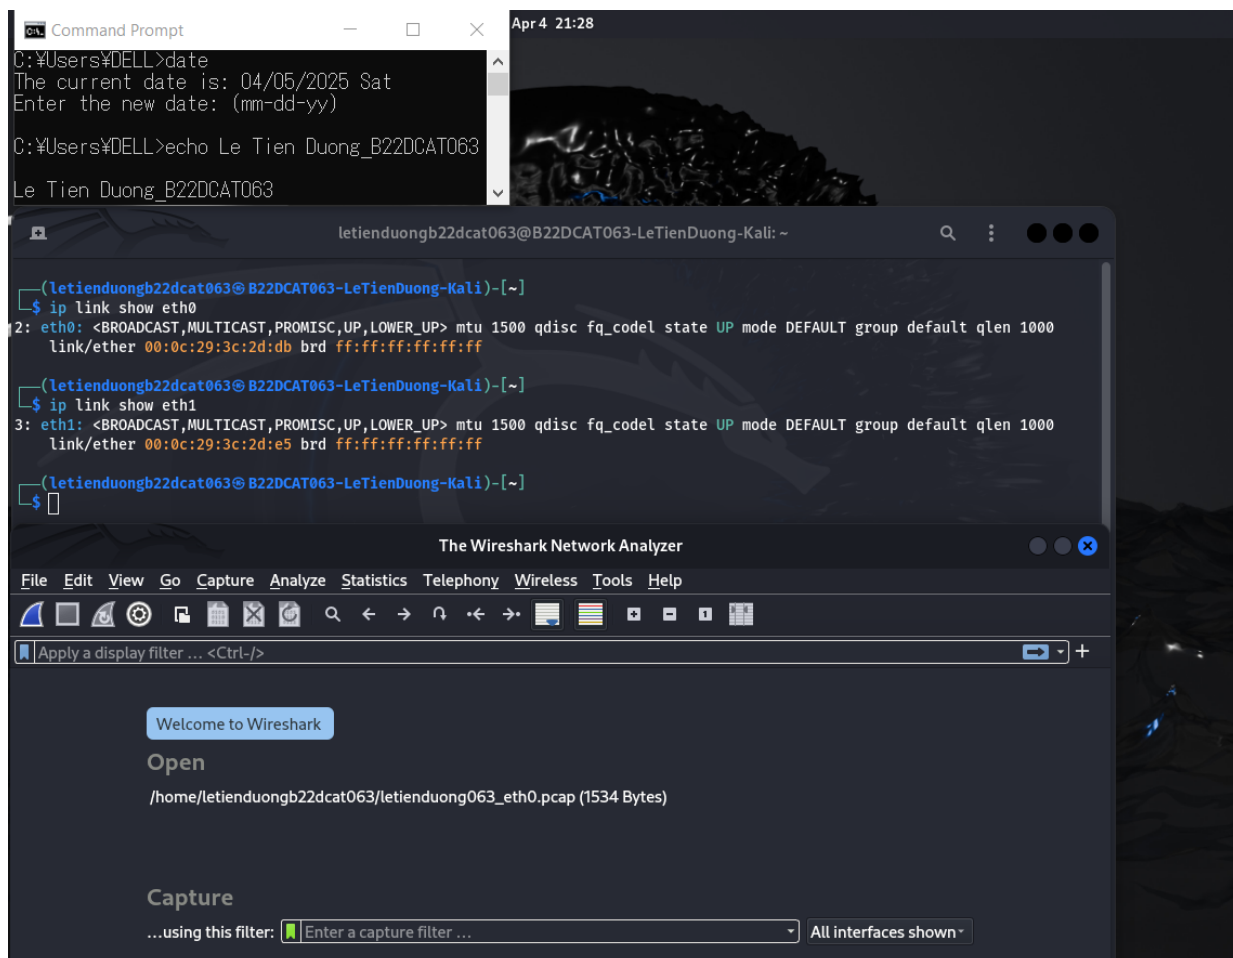 Command Prompt
Apr 4 21:28
C:¥Users¥DELL>date
The current date is: 04/05/2025 Sat
Enter the new date: (mm-dd-yy)
C:¥Users¥DELL>echo Le Tien Duong_B22DCAT063
Le Tien Duong_B22DCAT063
letienduongb22dcat063@B22DCAT063-LeTienDuong-Kali: ~
┌──(letienduongb22dcat063㉿B22DCAT063-LeTienDuong-Kali)-[~]
└─$ ip link show eth0
2: eth0: <BROADCAST,MULTICAST,PROMISC,UP,LOWER_UP> mtu 1500 qdisc fq_codel state UP mode DEFAULT group default qlen 1000
link/ether 00:0c:29:3c:2d:db brd ff:ff:ff:ff:ff:ff
┌──(letienduongb22dcat063㉿B22DCAT063-LeTienDuong-Kali)-[~]
└─$ ip link show eth1
3: eth1: <BROADCAST,MULTICAST,PROMISC,UP,LOWER_UP> mtu 1500 qdisc fq_codel state UP mode DEFAULT group default qlen 1000
link/ether 00:0c:29:3c:2d:e5 brd ff:ff:ff:ff:ff:ff
┌──(letienduongb22dcat063㉿B22DCAT063-LeTienDuong-Kali)-[~]
└─$
The Wireshark Network Analyzer
File Edit View Go Capture Analyze Statistics Telephony Wireless Tools Help
Apply a display filter … <Ctrl-/>
Welcome to Wireshark
Open
/home/letienduongb22dcat063/letienduong063_eth0.pcap (1534 Bytes)
Capture
…using this filter: Enter a capture filter … All interfaces shown